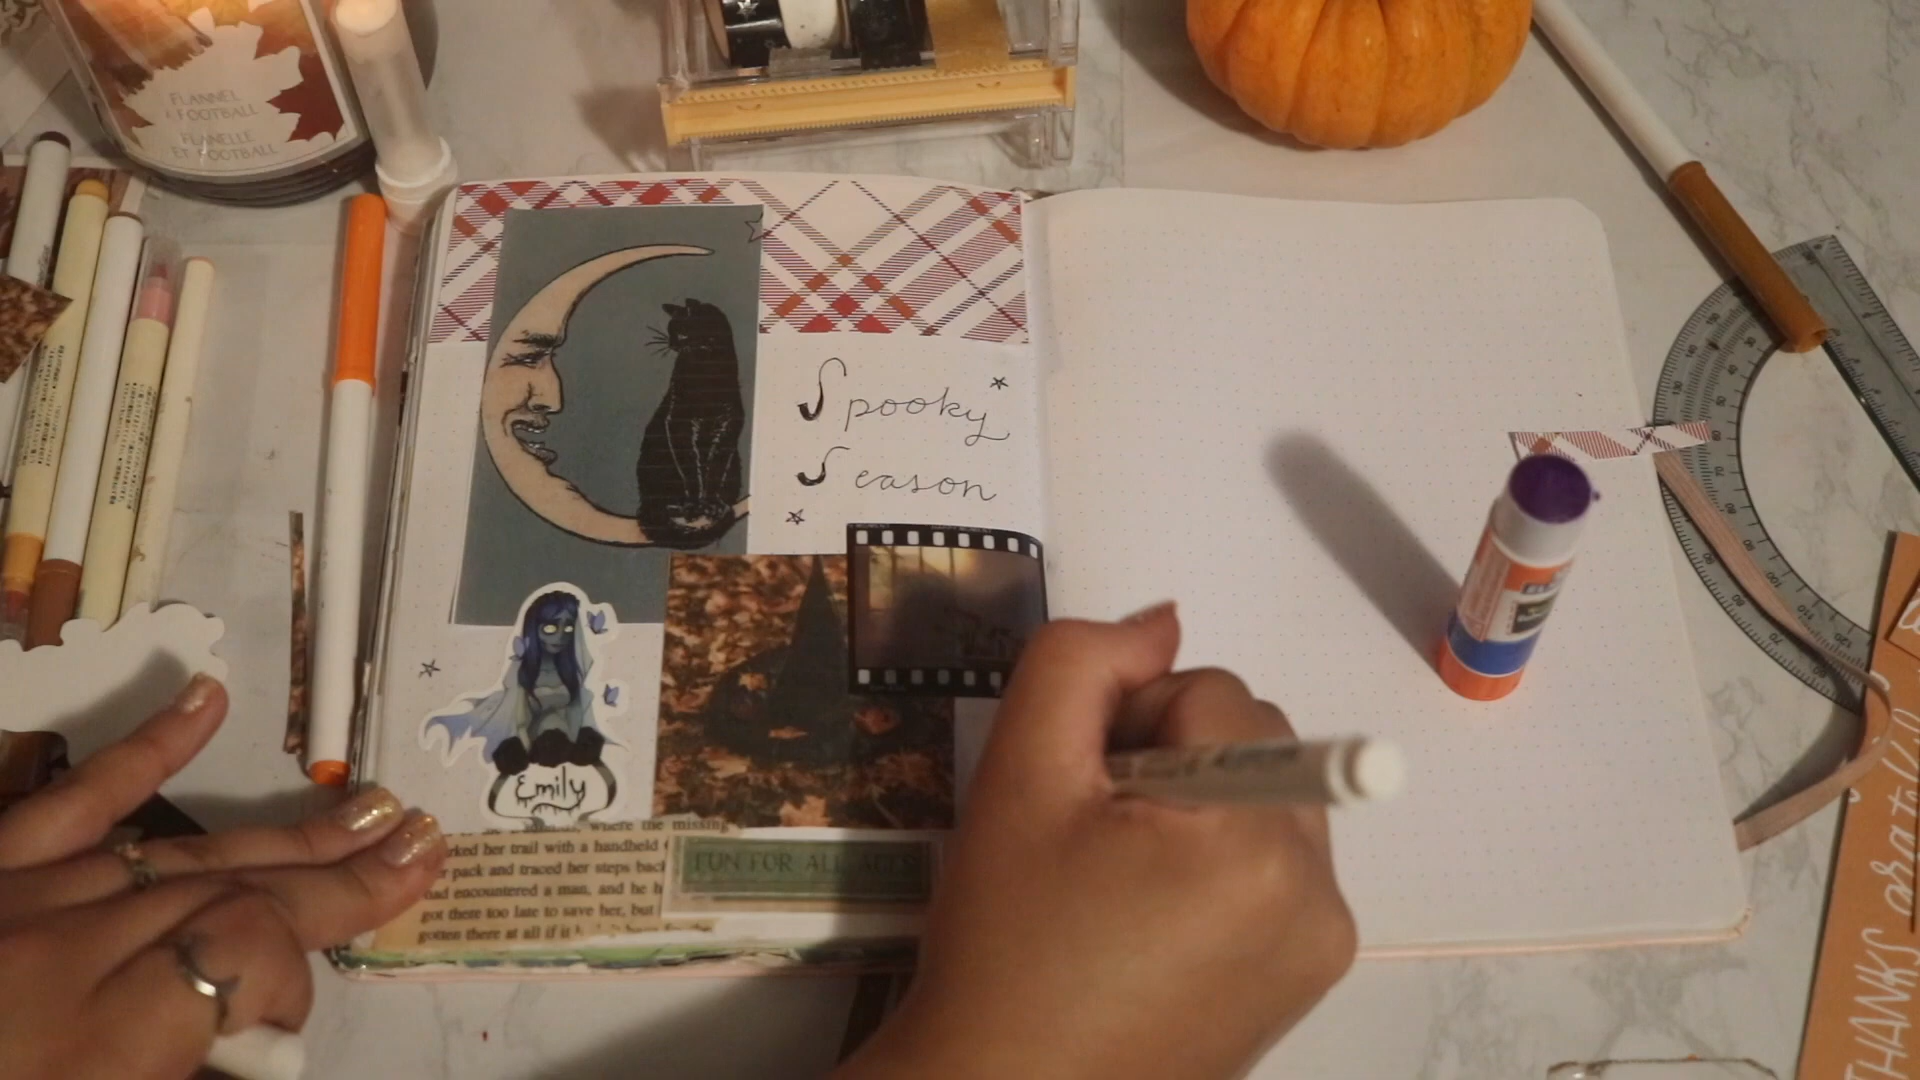 FLANNEL
& FOOTBALL
FLANELLE
ET FOOTBALL
Spooky
Season
Emily
where the missing
her trail with a handheld
pack and traced her steps back
had encountered a man, and he h
got there too late to save her, but
gotten there at all if it
FUN FOR ALL AGES
THANKS